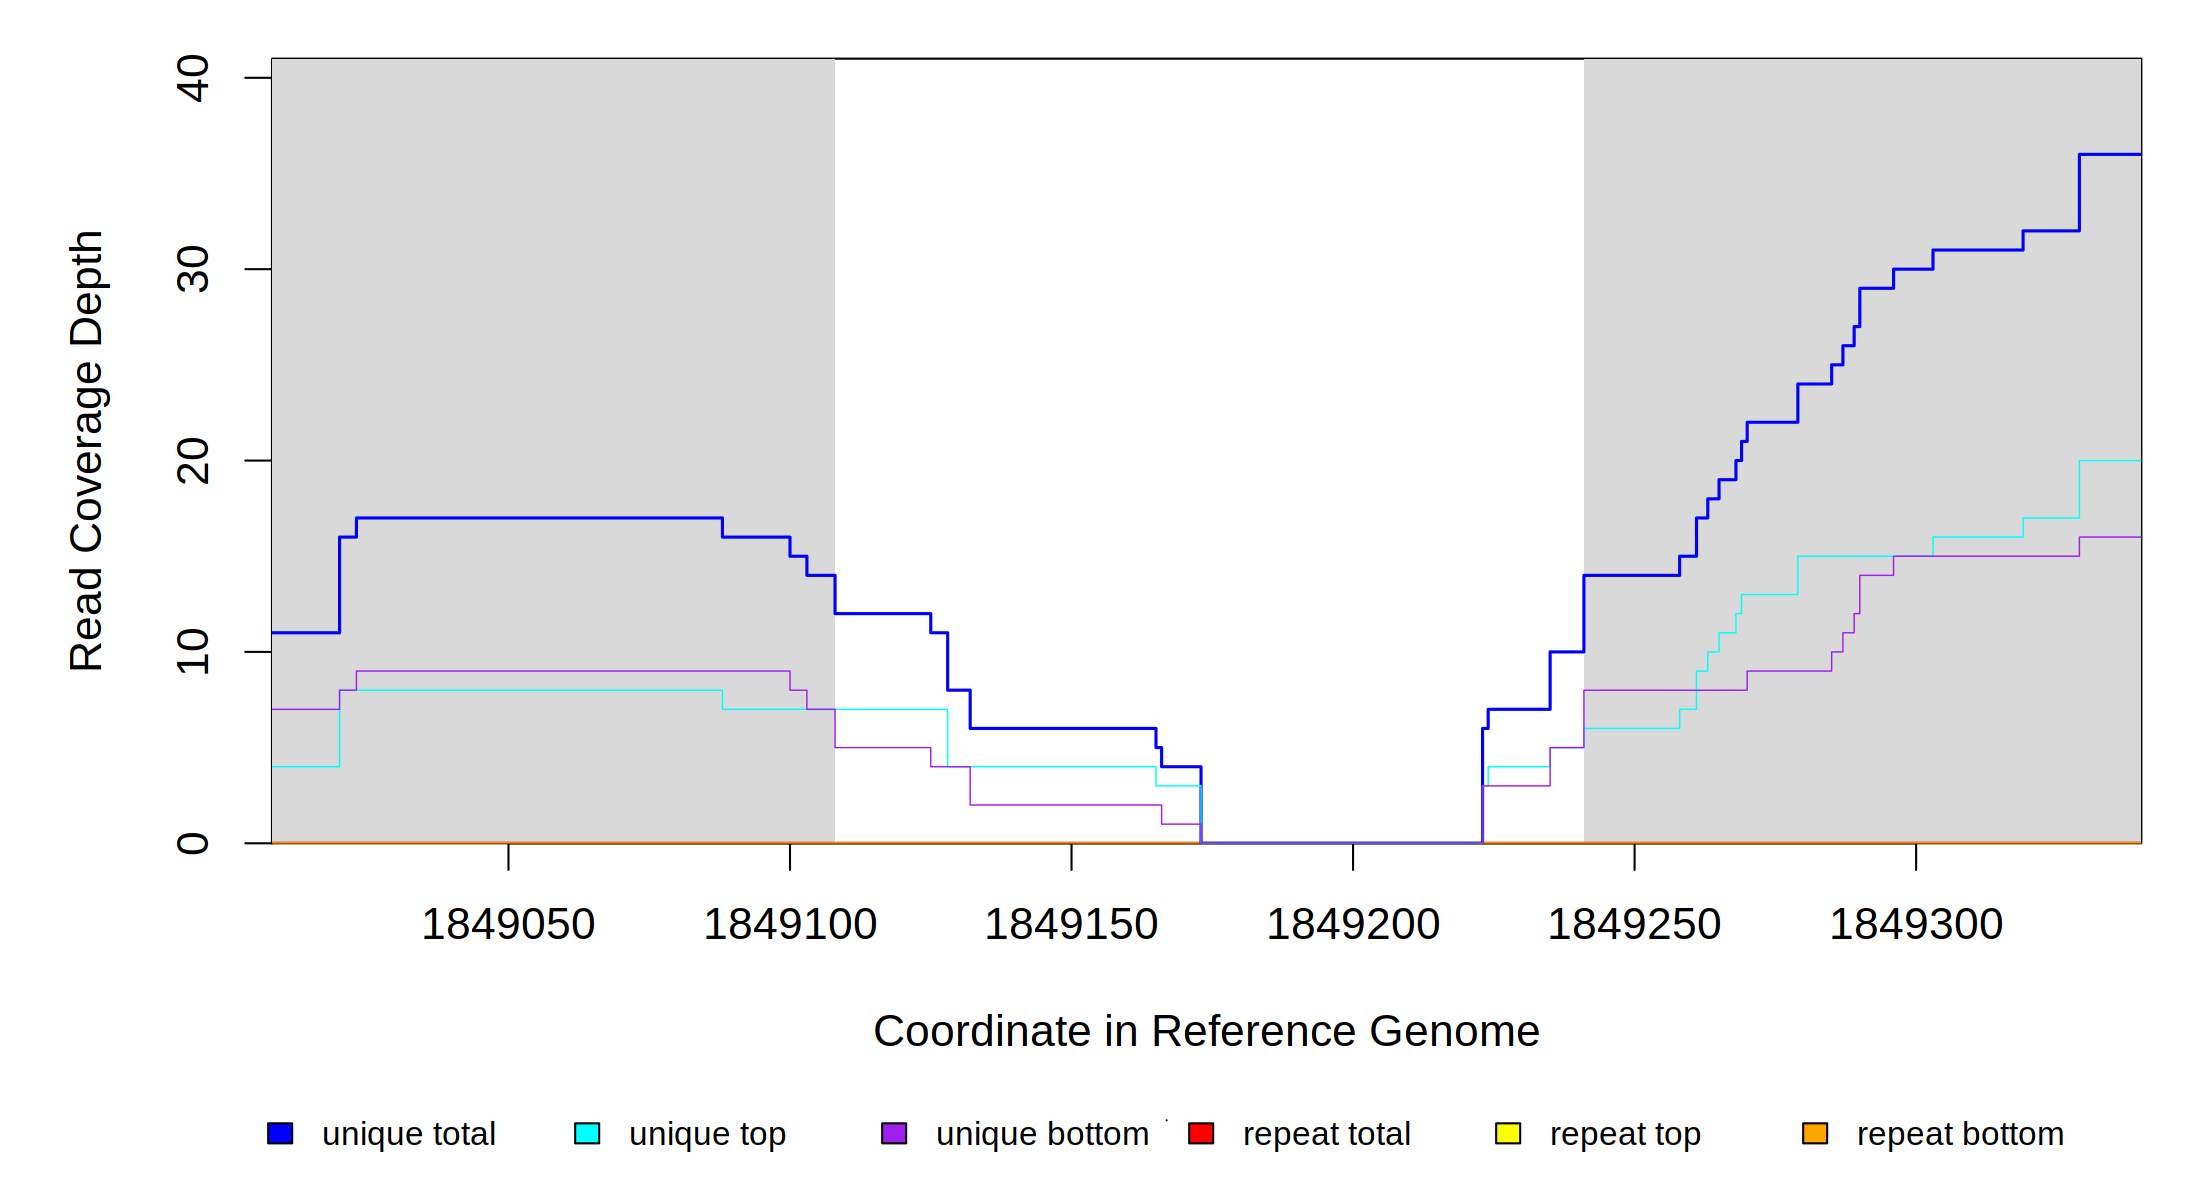 40
30
20
10
0
Read Coverage Depth
1849050 1849100 1849150 1849200 1849250 1849300
Coordinate in Reference Genome
unique total unique top unique bottom repeat total repeat top repeat bottom